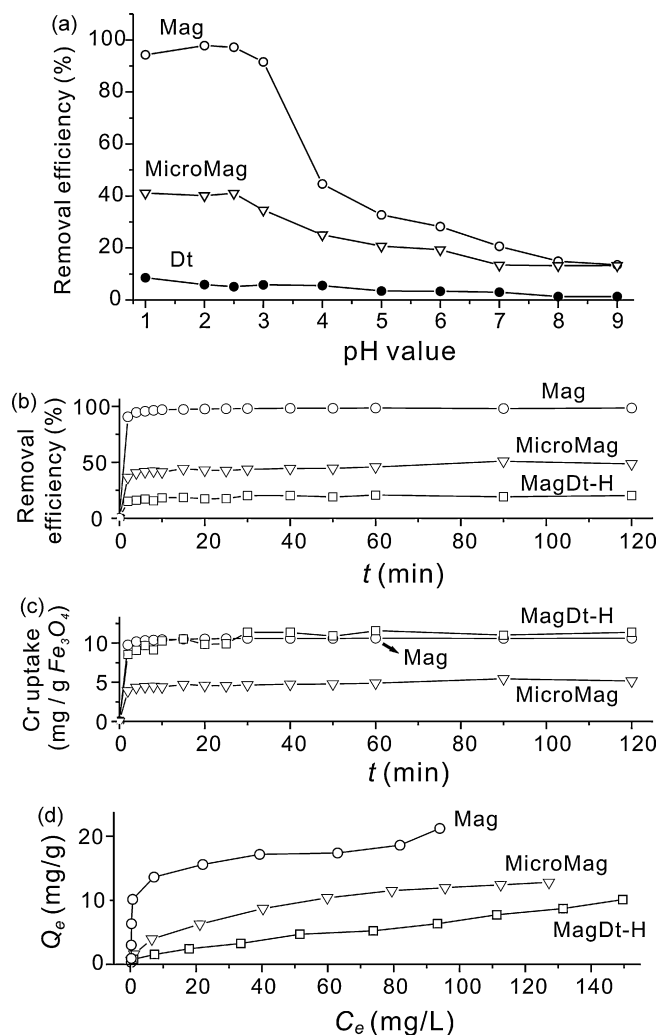 (a)
Mag
MicroMag
Dt
Removal efficiency (%)
100
80
60
40
20
0
1 2 3 4 5 6 7 8 9
pH value
(b)
Mag
MicroMag
MagDt-H
Removal
efficiency (%)
100
50
0
0 20 40 60 80 100 120
t (min)
(c)
MagDt-H
Mag
MicroMag
Cr uptake
(mg / g Fe₃O₄)
10
5
0
0 20 40 60 80 100 120
t (min)
(d)
Mag
MicroMag
MagDt-H
Qₑ (mg/g)
20
10
0
0 20 40 60 80 100 120 140
Cₑ (mg/L)